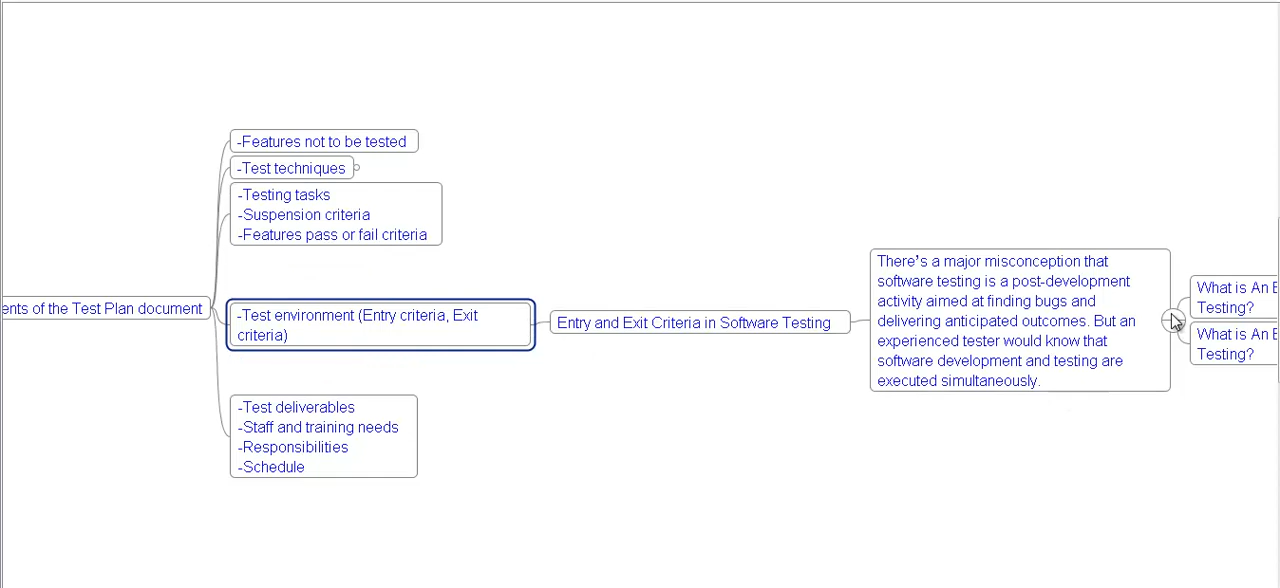 -Features not to be tested
-Test techniques
-Testing tasks
-Suspension criteria
-Features pass or fail criteria
ents of the Test Plan document
-Test environment (Entry criteria, Exit
criteria)
Entry and Exit Criteria in Software Testing
There's a major misconception that
software testing is a post-development
activity aimed at finding bugs and
delivering anticipated outcomes. But an
experienced tester would know that
software development and testing are
executed simultaneously.
What is An E
Testing?
What is An E
Testing?
-Test deliverables
-Staff and training needs
-Responsibilities
-Schedule